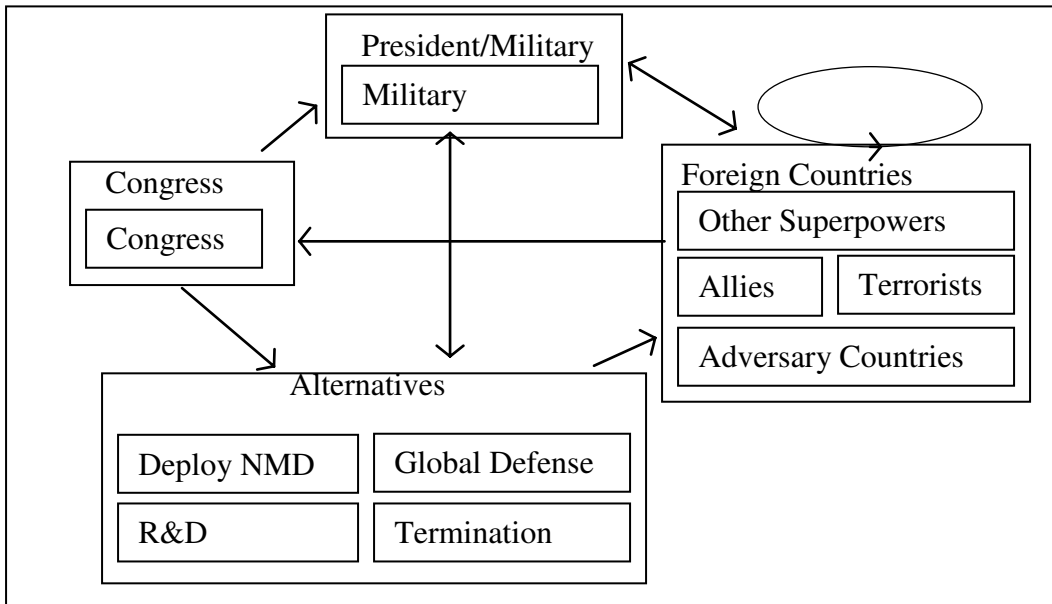 President/Military
Military
Congress
Congress
Foreign Countries
Other Superpowers
Allies
Terrorists
Adversary Countries
Alternatives
Deploy NMD
Global Defense
R&D
Termination